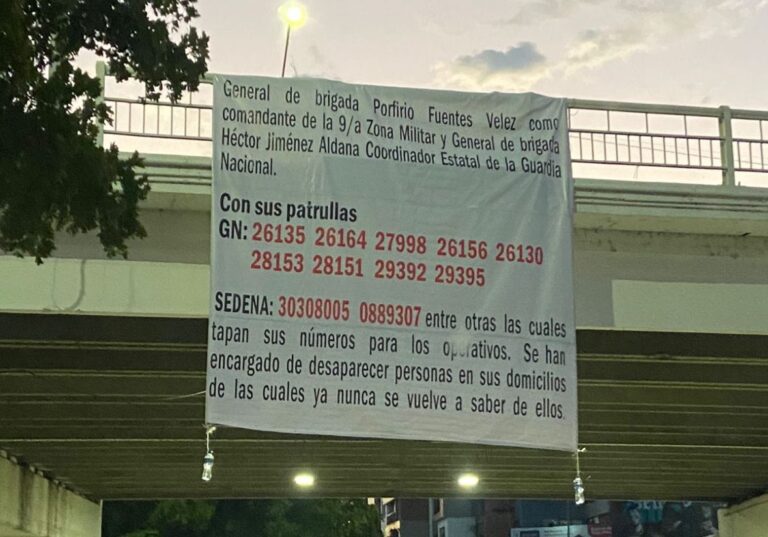 General de brigada Porfirio Fuentes Velez como
comandante de la 9/a Zona Militar y General de brigada
Héctor Jiménez Aldana Coordinador Estatal de la Guardia
Nacional.
Con sus patrullas
GN: 26135 26164 27998 26156 26130
28153 28151 29392 29395
SEDENA: 30308005 0889307 entre otras las cuales
tapan sus números para los operativos. Se han
encargado de desaparecer personas en sus domicilios
de las cuales ya nunca se vuelve a saber de ellos